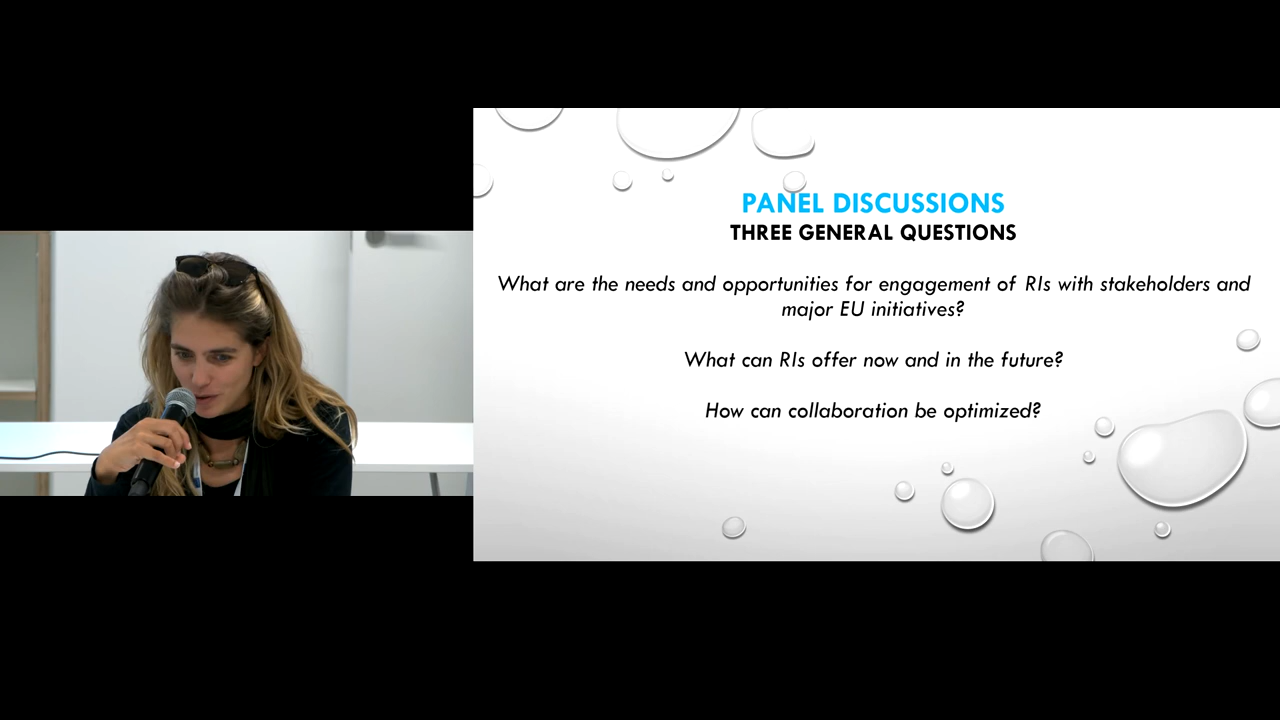 PANEL DISCUSSIONS
THREE GENERAL QUESTIONS
What are the needs and opportunities for engagement of RIs with stakeholders and
major EU initiatives?
What can RIs offer now and in the future?
How can collaboration be optimized?